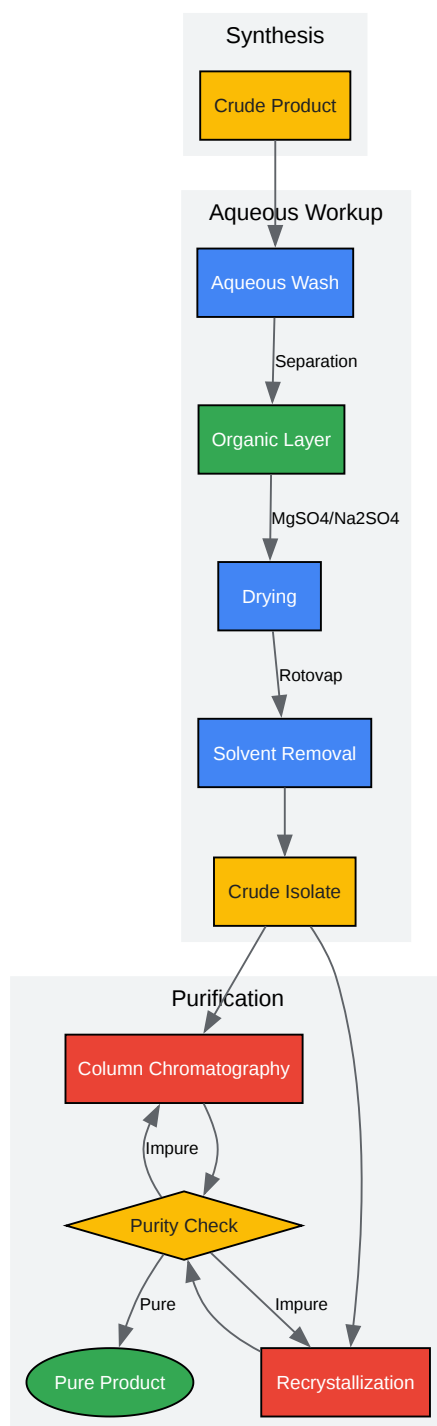 Synthesis
Crude Product
Aqueous Workup
Aqueous Wash
Separation
Organic Layer
MgSO4/Na2SO4
Drying
Rotovap
Solvent Removal
Crude Isolate
Purification
Column Chromatography
Impure
Purity Check
Pure
Impure
Pure Product
Recrystallization